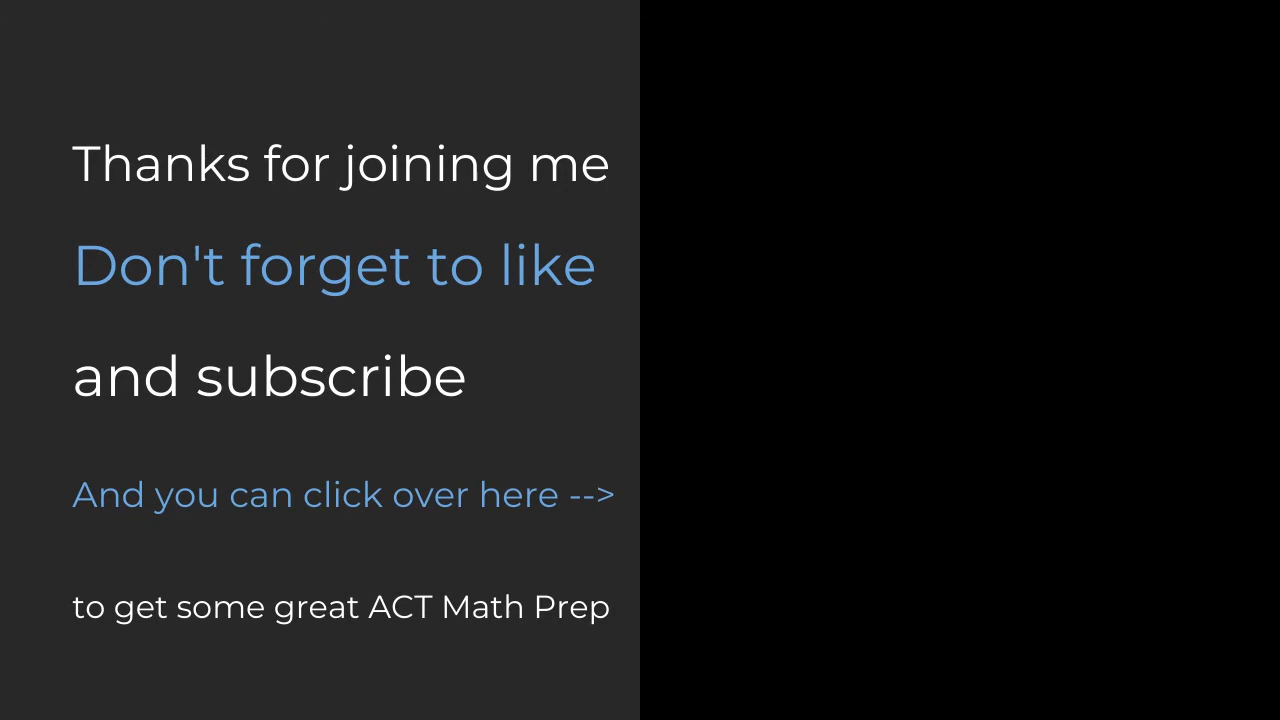 Thanks for joining me
Don't forget to like
and subscribe
And you can click over here -->
to get some great ACT Math Prep